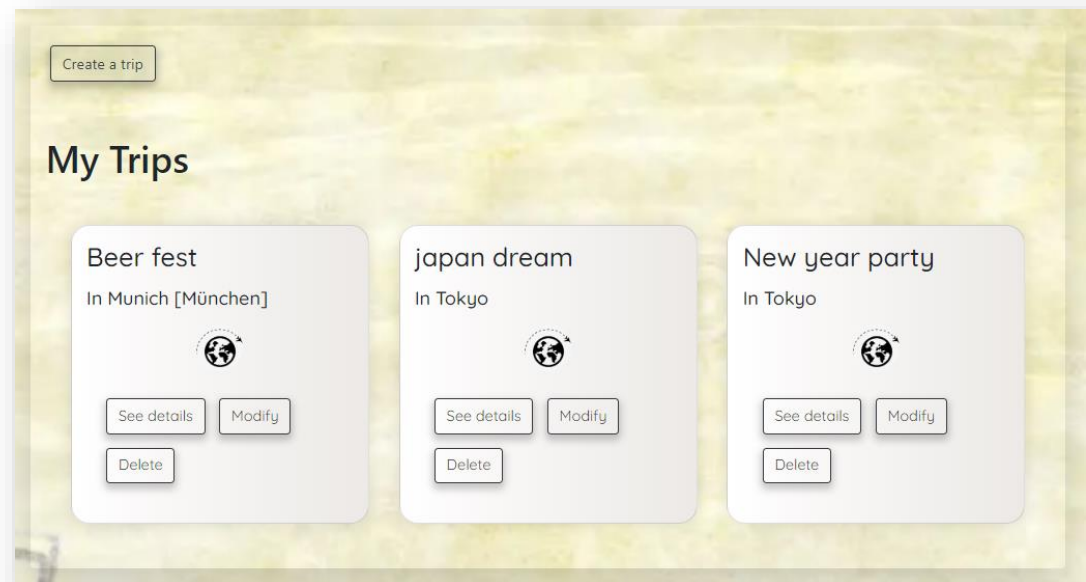 Create a trip
My Trips
Beer fest
In Munich [München]
See details
Modify
Delete
japan dream
In Tokyo
See details
Modify
Delete
New year party
In Tokyo
See details
Modify
Delete